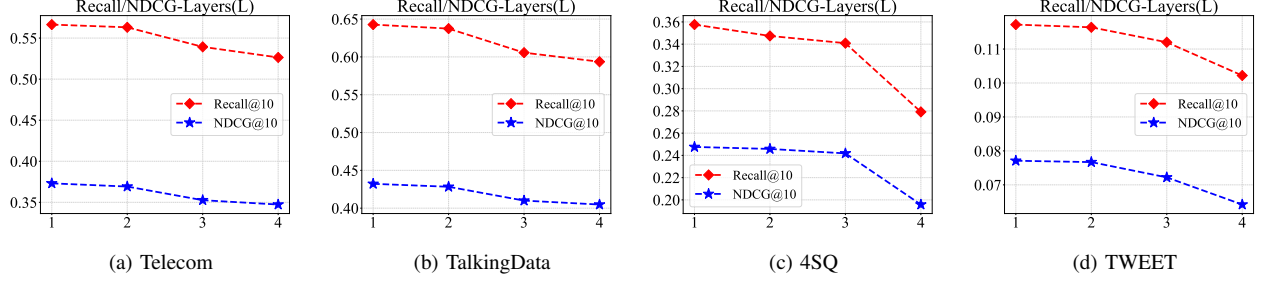 Recall/NDCG-Layers(L)
0.55
0.50
0.45
0.40
0.35
Recall@10
NDCG@10
1 2 3 4
(a) Telecom
Recall/NDCG-Layers(L)
0.65
0.60
0.55
0.50
0.45
0.40
Recall@10
NDCG@10
1 2 3 4
(b) TalkingData
Recall/NDCG-Layers(L)
0.36
0.34
0.32
0.30
0.28
0.26
0.24
0.22
0.20
Recall@10
NDCG@10
1 2 3 4
(c) 4SQ
Recall/NDCG-Layers(L)
0.11
0.10
0.09
0.08
0.07
Recall@10
NDCG@10
1 2 3 4
(d) TWEET